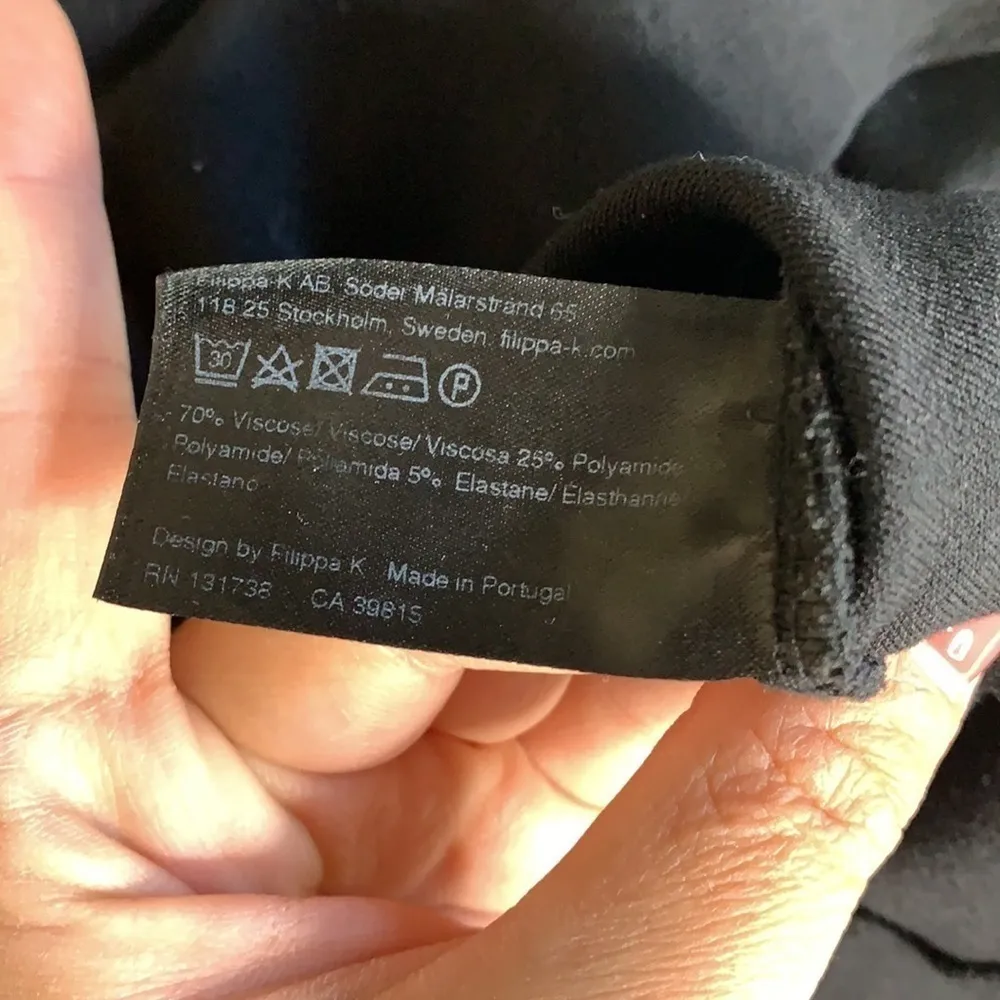 Filippa K AB, Söder Mälarstrand 65
118 25 Stockholm, Sweden, filippa-k.com
30 P
70% Viscose/ Viscose/ Viscosa 25% Polyamide
Polyamide/ Poliamida 5% Elastane/ Élasthanne/
Elastano
Design by Filippa K Made in Portugal
RN 131738 CA 39815